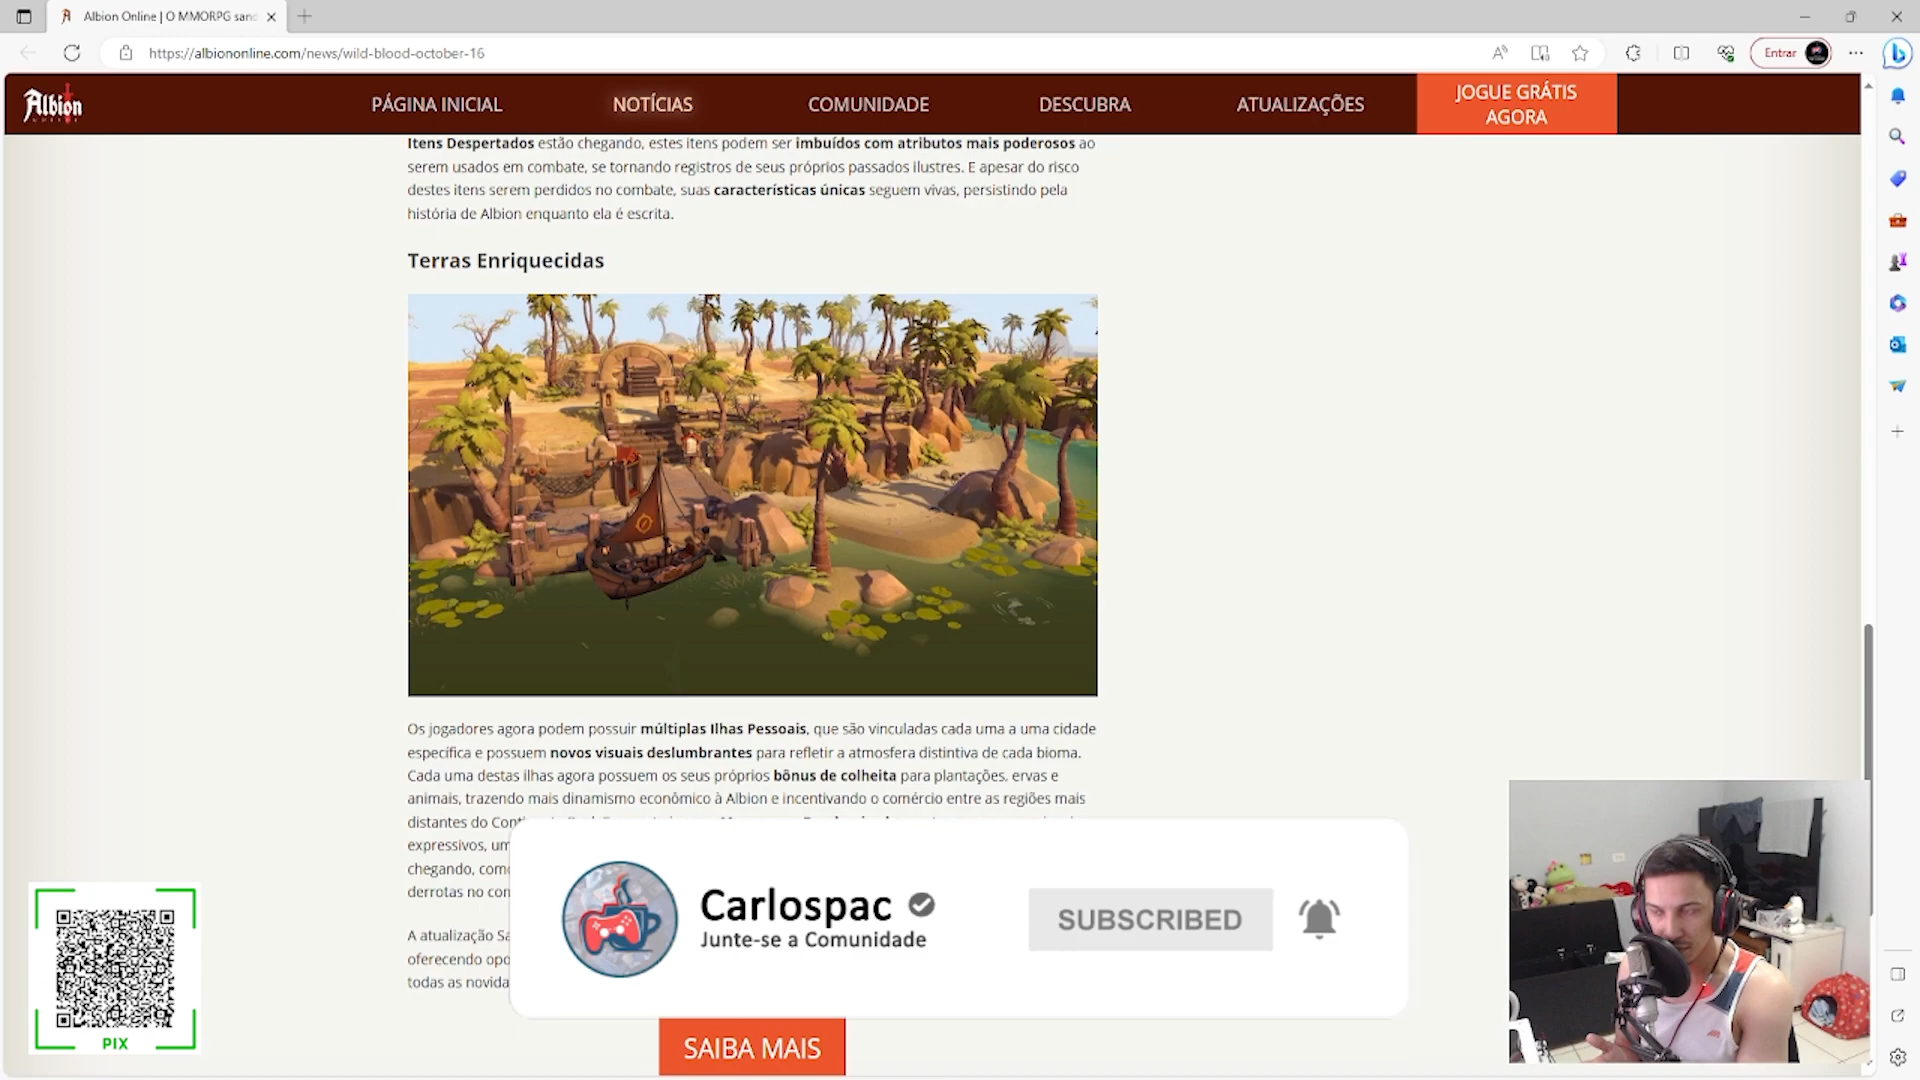 Albion Online | O MMORPG sand
https://albiononline.com/news/wild-blood-october-16
Entrar
Albion
ONLINE
PÁGINA INICIAL
NOTÍCIAS
COMUNIDADE
DESCUBRA
ATUALIZAÇÕES
JOGUE GRÁTIS
AGORA
Itens Despertados estão chegando, estes itens podem ser imbuídos com atributos mais poderosos ao
serem usados em combate, se tornando registros de seus próprios passados ilustres. E apesar do risco
destes itens serem perdidos no combate, suas características únicas seguem vivas, persistindo pela
história de Albion enquanto ela é escrita.
Terras Enriquecidas
Os jogadores agora podem possuir múltiplas Ilhas Pessoais, que são vinculadas cada uma a uma cidade
específica e possuem novos visuais deslumbrantes para refletir a atmosfera distintiva de cada bioma.
Cada uma destas ilhas agora possuem os seus próprios bônus de colheita para plantações, ervas e
animais, trazendo mais dinamismo econômico à Albion e incentivando o comércio entre as regiões mais
distantes do
expressivos, um
chegando, com
derrotas no con
A atualização Sa
oferecendo opo
todas as novida
Carlospac
Junte-se a Comunidade
SUBSCRIBED
PIX
SAIBA MAIS